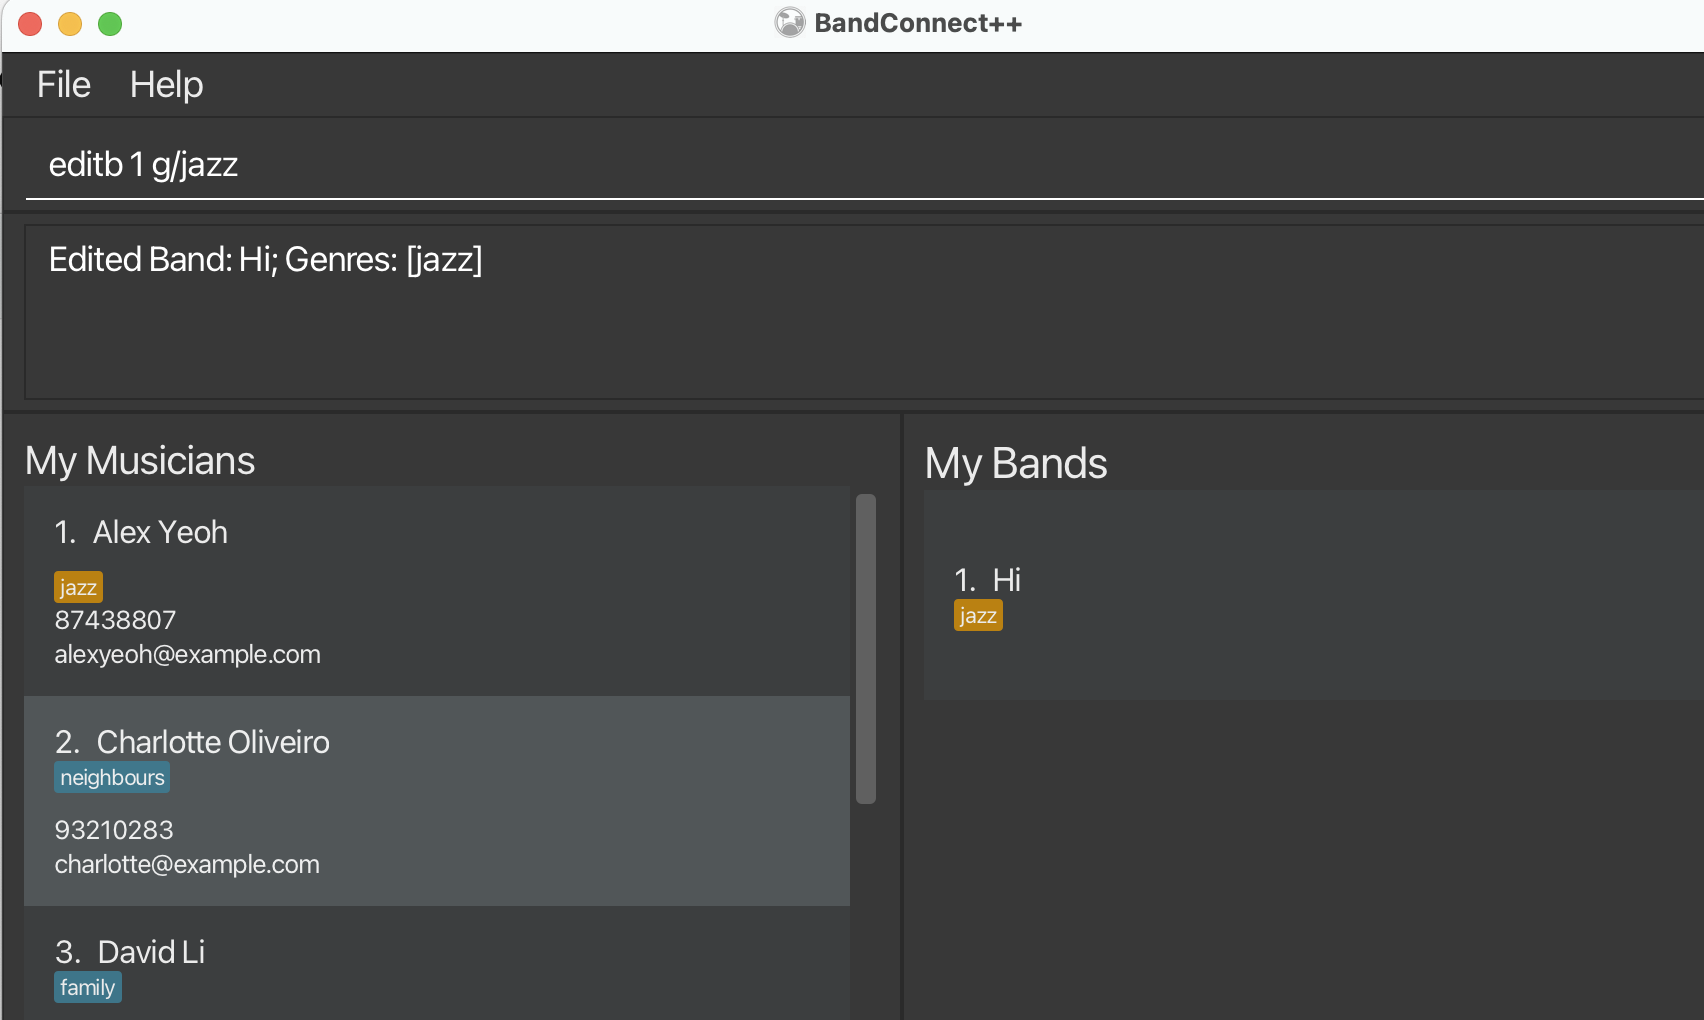 BandConnect++
File Help
editb 1 g/jazz
Edited Band: Hi; Genres: [jazz]
My Musicians
1. Alex Yeoh
jazz
87438807
alexyeoh@example.com
2. Charlotte Oliveiro
neighbours
93210283
charlotte@example.com
3. David Li
family
My Bands
1. Hi
jazz